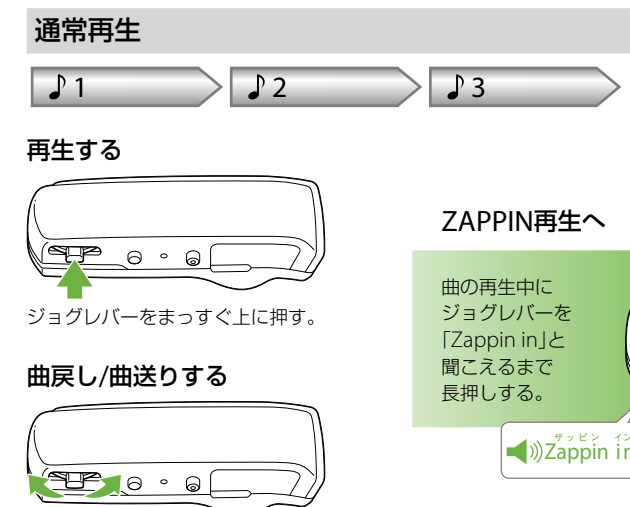 通常再生
♪1
♪2
♪3
再生する
ジョグレバーをまっすぐ上に押す。
曲戻し/曲送りする
ZAPPIN再生へ
曲の再生中に
ジョグレバーを
「Zappin in」と
聞こえるまで
長押しする。
ザッピン イン
Zappin in